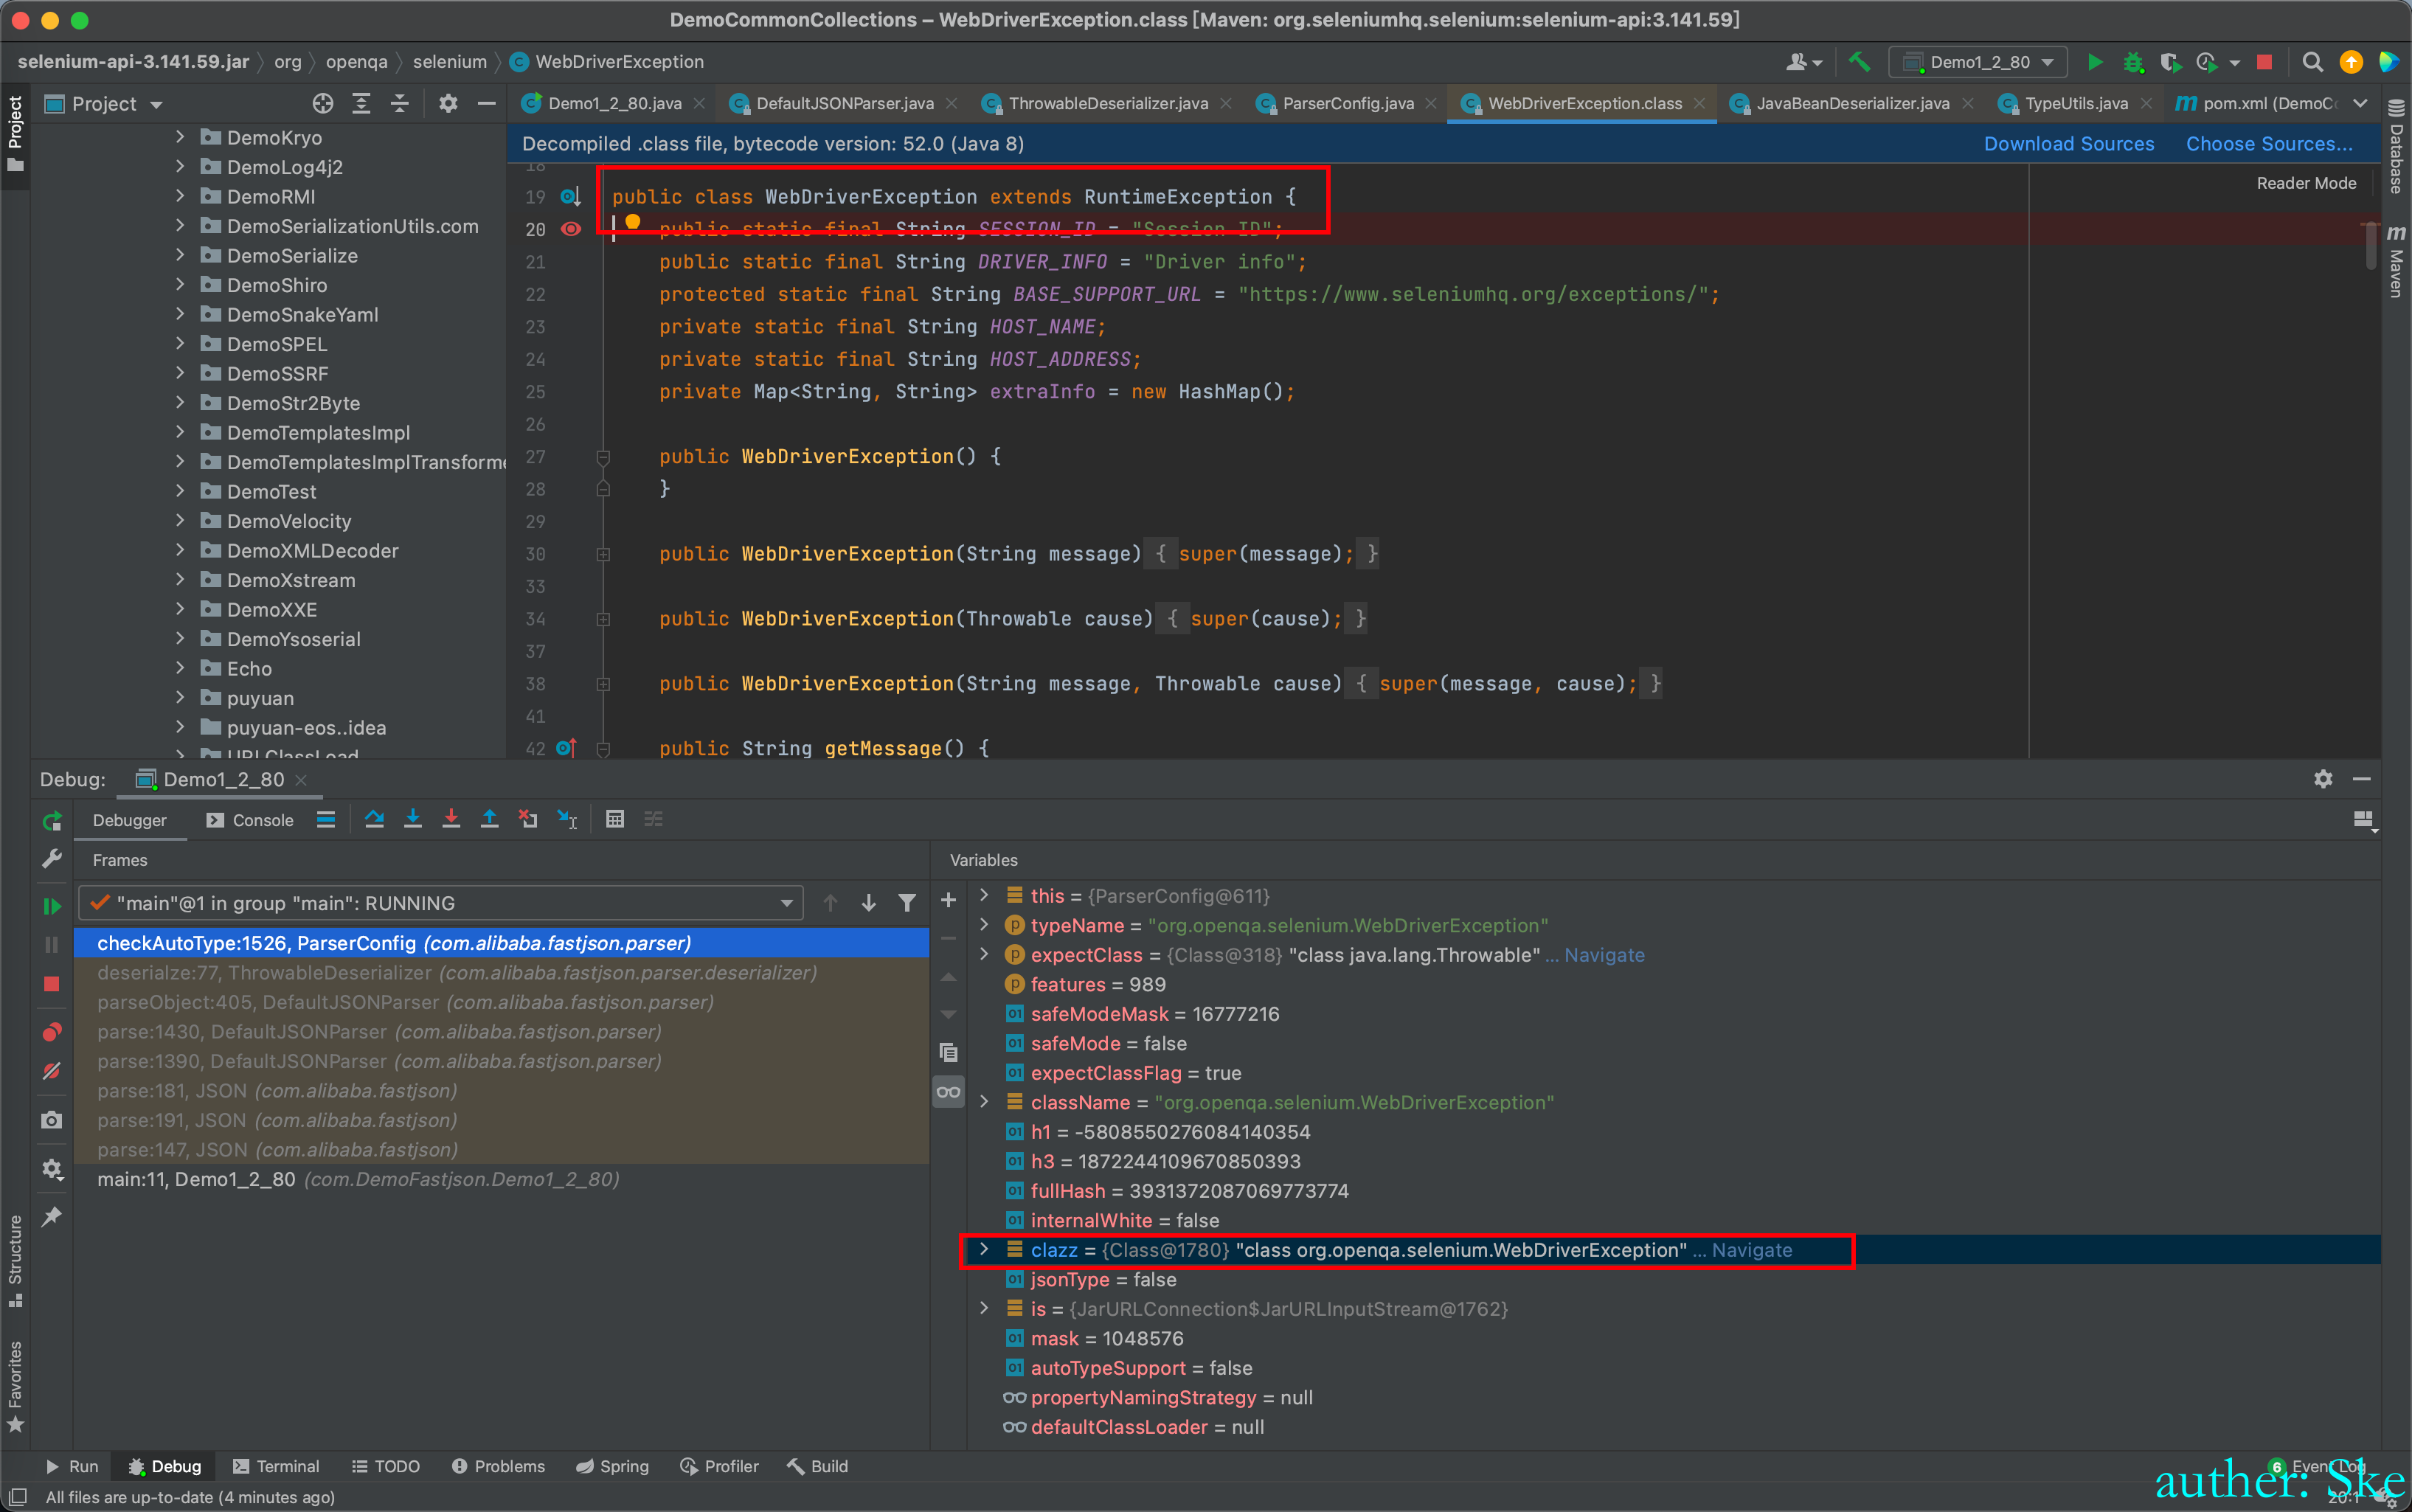 DemoCommonCollections – WebDriverException.class [Maven: org.seleniumhq.selenium:selenium-api:3.141.59]
selenium-api-3.141.59.jar org openqa selenium WebDriverException
Demo1_2_80
Project
Demo1_2_80.java DefaultJSONParser.java ThrowableDeserializer.java ParserConfig.java WebDriverException.class JavaBeanDeserializer.java TypeUtils.java pom.xml (DemoC
Project
Structure
Favorites
Database
Maven
DemoKryo
DemoLog4j2
DemoRMI
DemoSerializationUtils.com
DemoSerialize
DemoShiro
DemoSnakeYaml
DemoSPEL
DemoSSRF
DemoStr2Byte
DemoTemplatesImpl
DemoTemplatesImplTransforme
DemoTest
DemoVelocity
DemoXMLDecoder
DemoXstream
DemoXXE
DemoYsoserial
Echo
puyuan
puyuan-eos..idea
URLClassLoad
Decompiled .class file, bytecode version: 52.0 (Java 8) Download Sources Choose Sources...
Reader Mode
18
19 public class WebDriverException extends RuntimeException {
20 public static final String SESSION_ID = "Session ID";
21 public static final String DRIVER_INFO = "Driver info";
22 protected static final String BASE_SUPPORT_URL = "https://www.seleniumhq.org/exceptions/";
23 private static final String HOST_NAME;
24 private static final String HOST_ADDRESS;
25 private Map<String, String> extraInfo = new HashMap();
26
27 public WebDriverException() {
28 }
29
30 public WebDriverException(String message) { super(message); }
33
34 public WebDriverException(Throwable cause) { super(cause); }
37
38 public WebDriverException(String message, Throwable cause) { super(message, cause); }
41
42 public String getMessage() {
Debug: Demo1_2_80
Debugger Console
Frames
"main"@1 in group "main": RUNNING
checkAutoType:1526, ParserConfig (com.alibaba.fastjson.parser)
deserialze:77, ThrowableDeserializer (com.alibaba.fastjson.parser.deserializer)
parseObject:405, DefaultJSONParser (com.alibaba.fastjson.parser)
parse:1430, DefaultJSONParser (com.alibaba.fastjson.parser)
parse:1390, DefaultJSONParser (com.alibaba.fastjson.parser)
parse:181, JSON (com.alibaba.fastjson)
parse:191, JSON (com.alibaba.fastjson)
parse:147, JSON (com.alibaba.fastjson)
main:11, Demo1_2_80 (com.DemoFastjson.Demo1_2_80)
Variables
this = {ParserConfig@611}
typeName = "org.openqa.selenium.WebDriverException"
expectClass = {Class@318} "class java.lang.Throwable" ... Navigate
features = 989
safeModeMask = 16777216
safeMode = false
expectClassFlag = true
className = "org.openqa.selenium.WebDriverException"
h1 = -5808550276084140354
h3 = 1872244109670850393
fullHash = 3931372087069773774
internalWhite = false
clazz = {Class@1780} "class org.openqa.selenium.WebDriverException" ... Navigate
jsonType = false
is = {JarURLConnection$JarURLInputStream@1762}
mask = 1048576
autoTypeSupport = false
propertyNamingStrategy = null
defaultClassLoader = null
Run Debug Terminal TODO Problems Spring Profiler Build 6 Event Log
All files are up-to-date (4 minutes ago) 20:1
auther: Ske